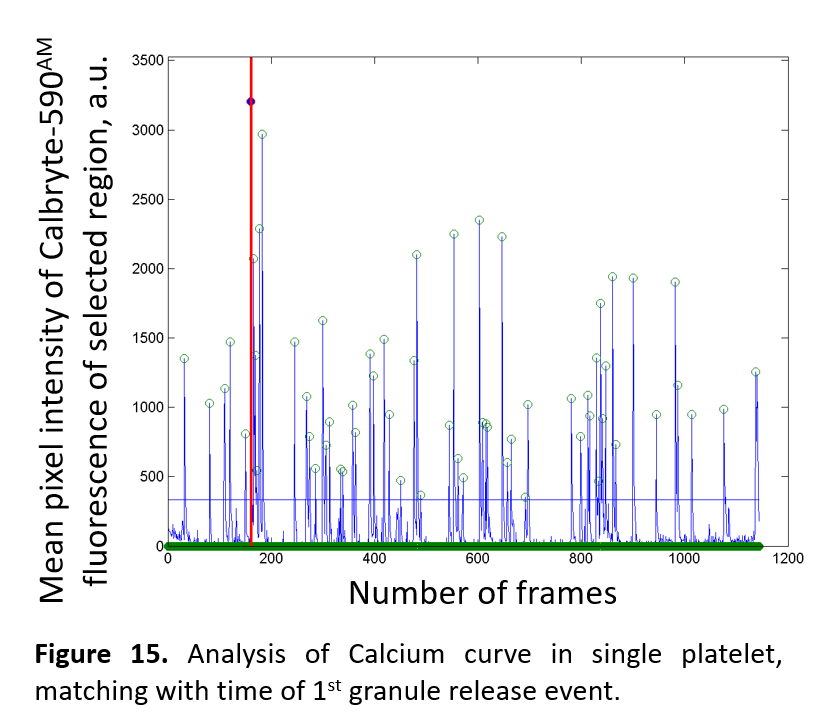 Mean pixel intensity of Calbryte-590AM
fluorescence of selected region, a.u.
3500
3000
2500
2000
1500
1000
500
0
0 200 400 600 800 1000 1200
Number of frames
Figure 15. Analysis of Calcium curve in single platelet,
matching with time of 1st granule release event.